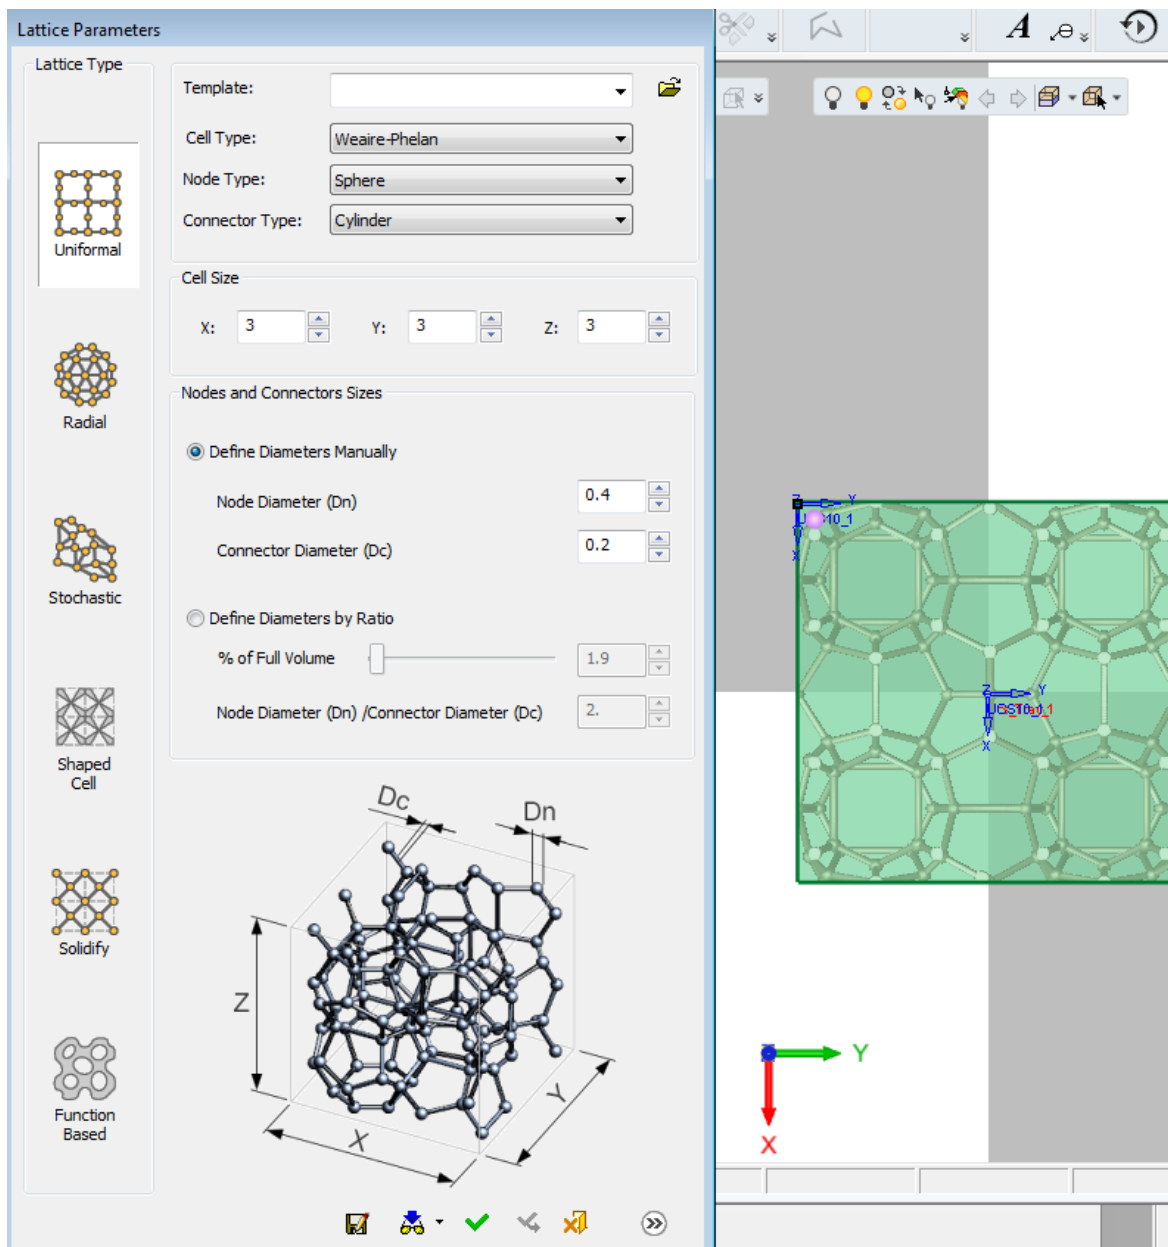 Lattice Parameters
Lattice Type
Uniformal
Radial
Stochastic
Shaped
Cell
Solidify
Function
Based
Template:
Cell Type:
Weaire-Phelan
Node Type:
Sphere
Connector Type:
Cylinder
Cell Size
X: 3 Y: 3 Z: 3
Nodes and Connectors Sizes
Define Diameters Manually
Node Diameter (Dn) 0.4
Connector Diameter (Dc) 0.2
Define Diameters by Ratio
% of Full Volume 1.9
Node Diameter (Dn) /Connector Diameter (Dc) 2.
Dc
Dn
Z
X
Y
A
Z
Y
X
Z
Y
X
Y
X